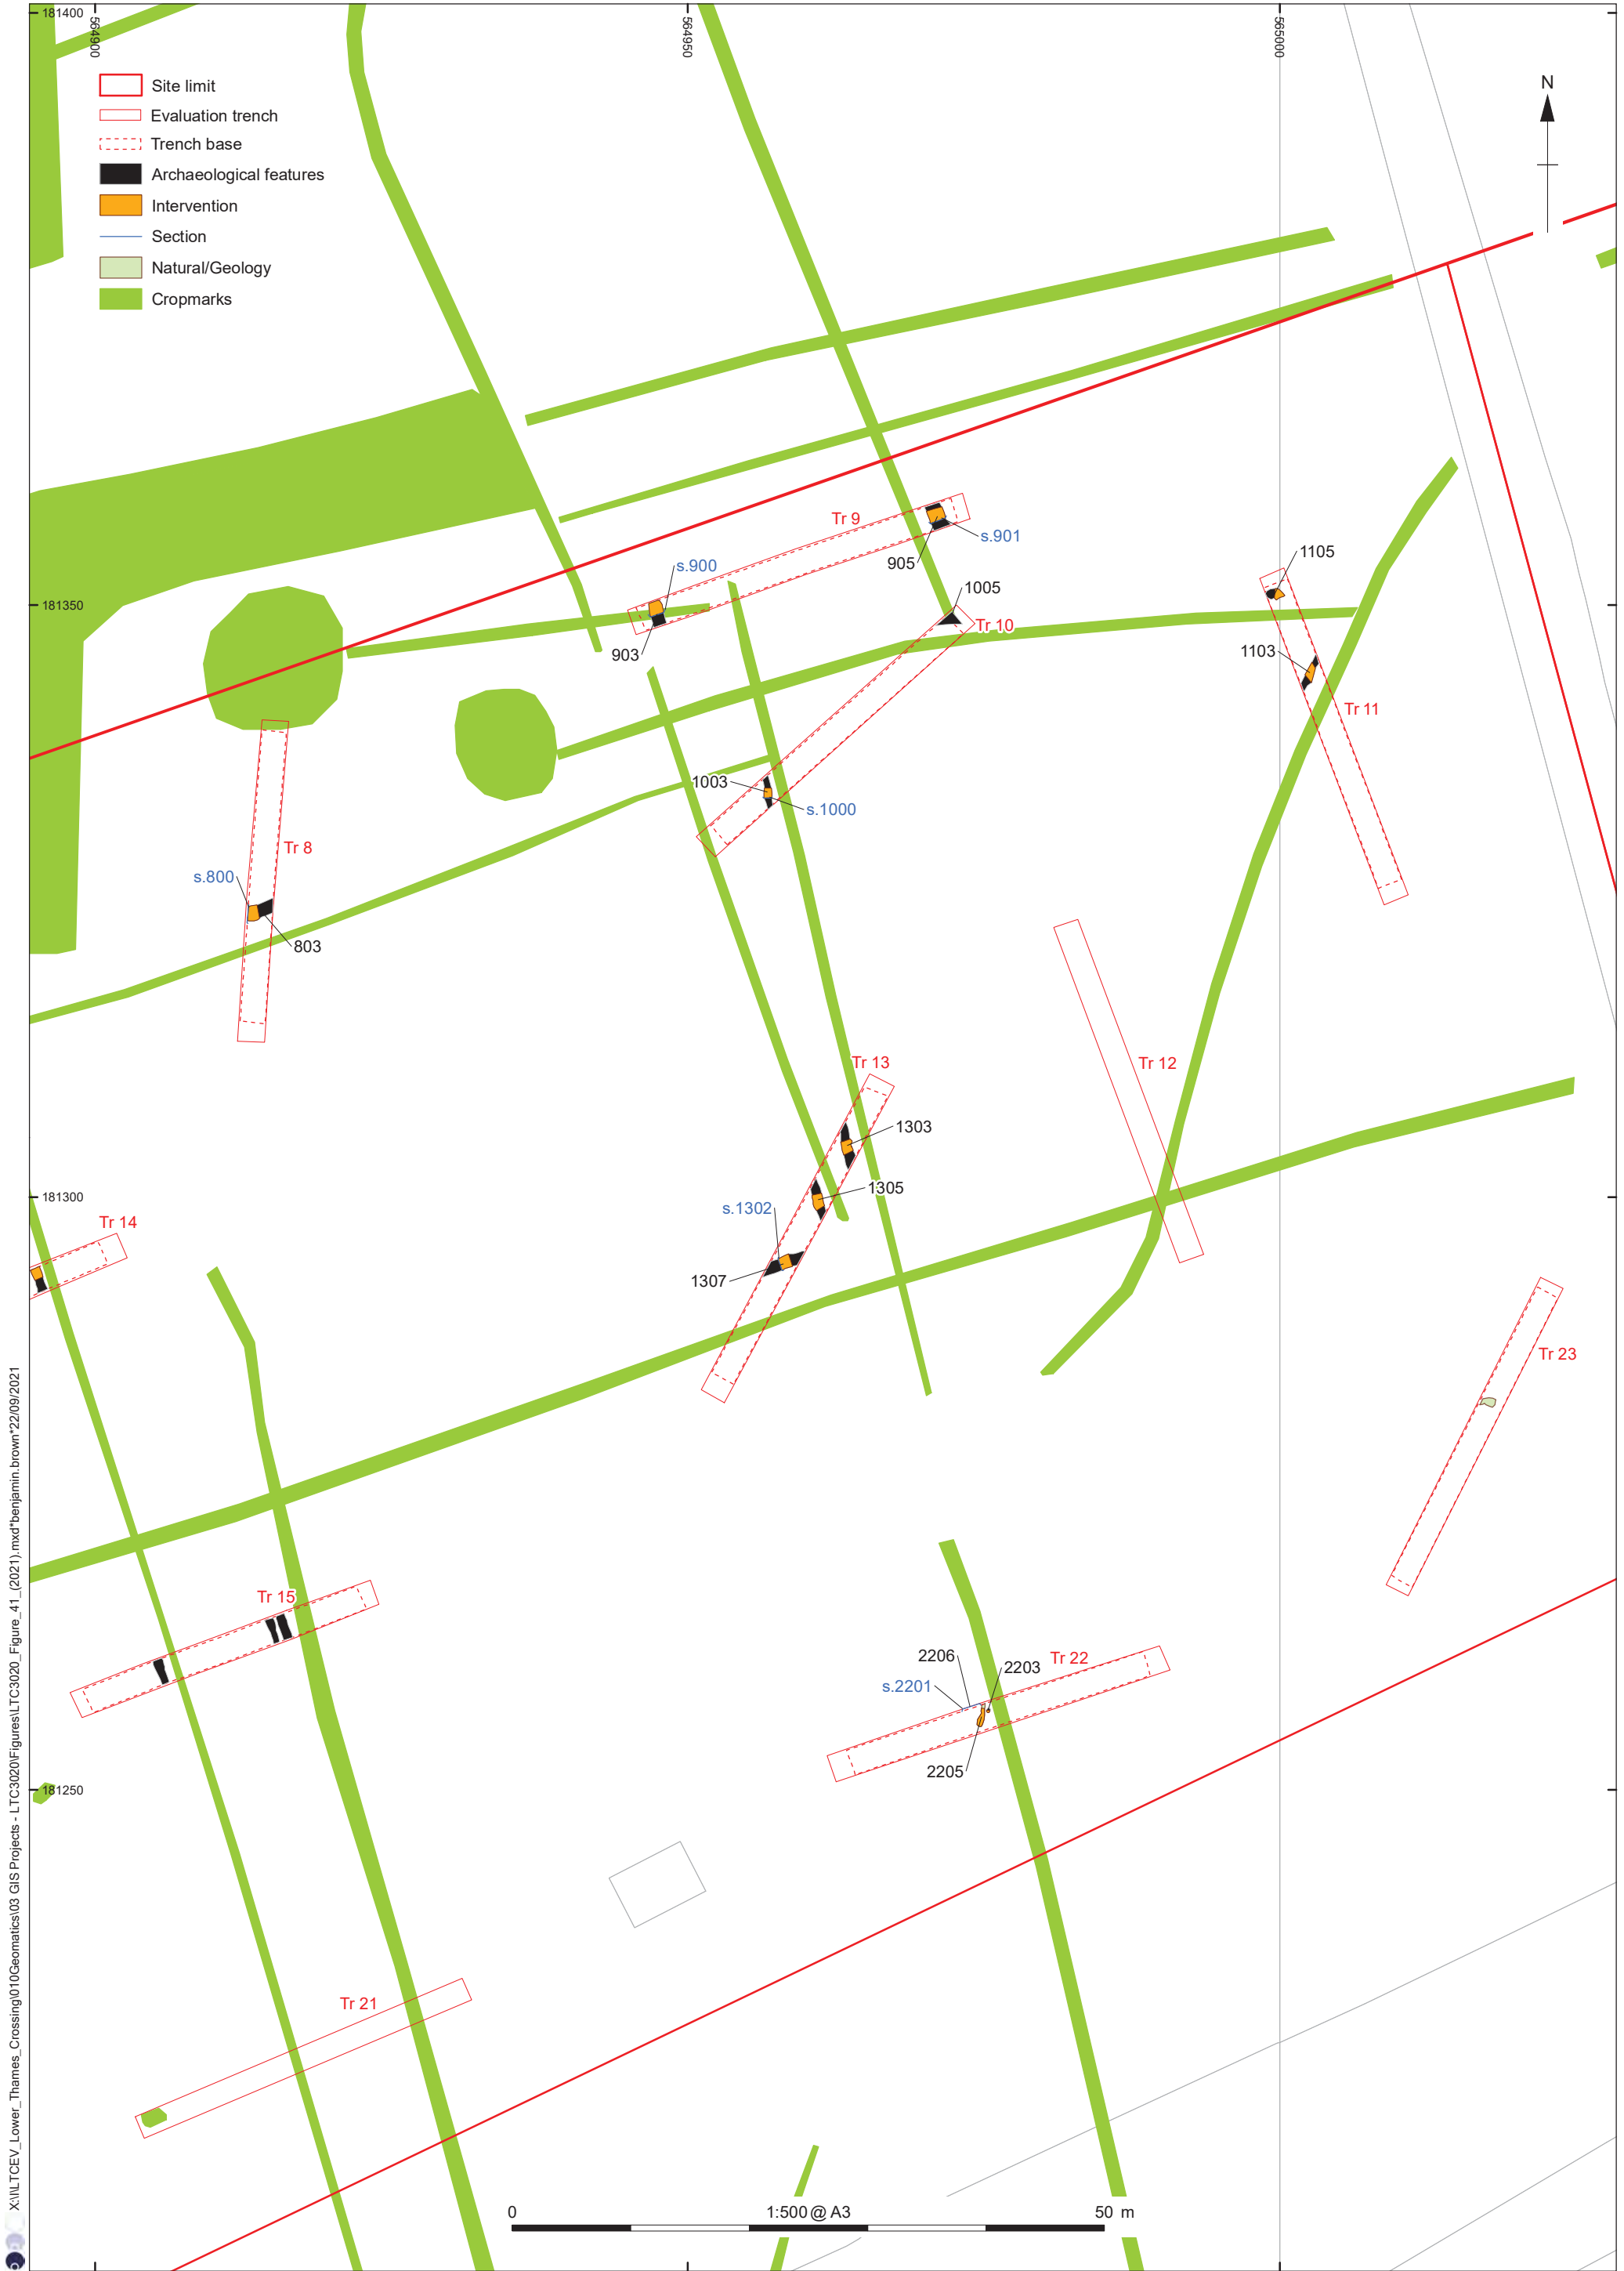 181400
564900
564950
565000
Site limit
Evaluation trench
Trench base
Archaeological features
Intervention
Section
Natural/Geology
Cropmarks
N
Tr 9
s.901
905
s.900
903
1105
1005
Tr 10
1103
Tr 11
181350
1003
s.1000
Tr 8
s.800
803
Tr 13
Tr 12
1303
1305
s.1302
1307
181300
Tr 14
Tr 23
Tr 15
2206
2203
Tr 22
s.2201
2205
181250
Tr 21
0
1:500 @ A3
50 m
X:\I\LTCEV_Lower_Thames_Crossing\010Geomatics\03 GIS Projects - LTC3020\Figures\LTC3020_Figure_41_(2021).mxd*benjamin.brown*22/09/2021